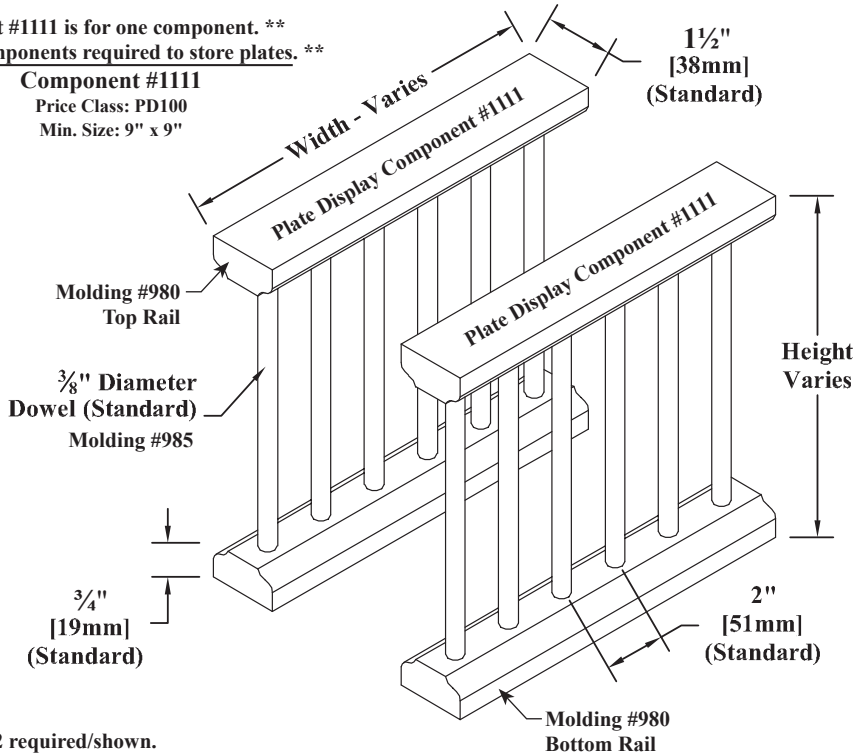 t #1111 is for one component. **
mponents required to store plates. **
Component #1111
Price Class: PD100
Min. Size: 9" x 9"
Width - Varies
1½"
[38mm]
(Standard)
Plate Display Component #1111
Plate Display Component #1111
Molding #980
Top Rail
⅜" Diameter
Dowel (Standard)
Molding #985
Height
Varies
¾"
[19mm]
(Standard)
2"
[51mm]
(Standard)
Molding #980
Bottom Rail
2 required/shown.